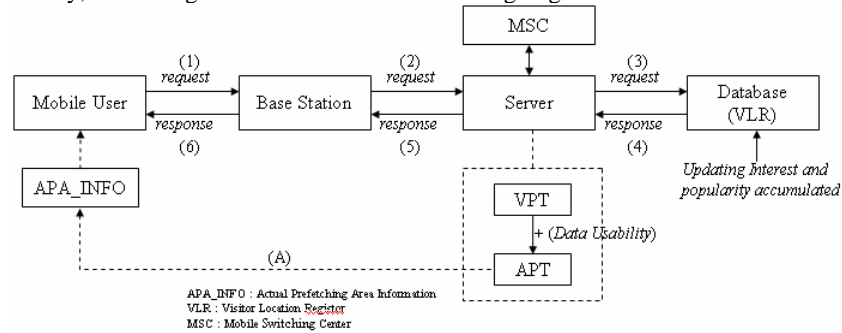 MSC
(1)
request
(2)
request
(3)
request
Mobile User
Base Station
Server
Database
(VLR)
response
(6)
response
(5)
response
(4)
Updating Interest and
popularity accumulated
APA_INFO
VPT
+ (Data Usability)
APT
(A)
APA_INFO : Actual Prefetching Area Information
VLR : Visitor Location Registor
MSC : Mobile Switching Center